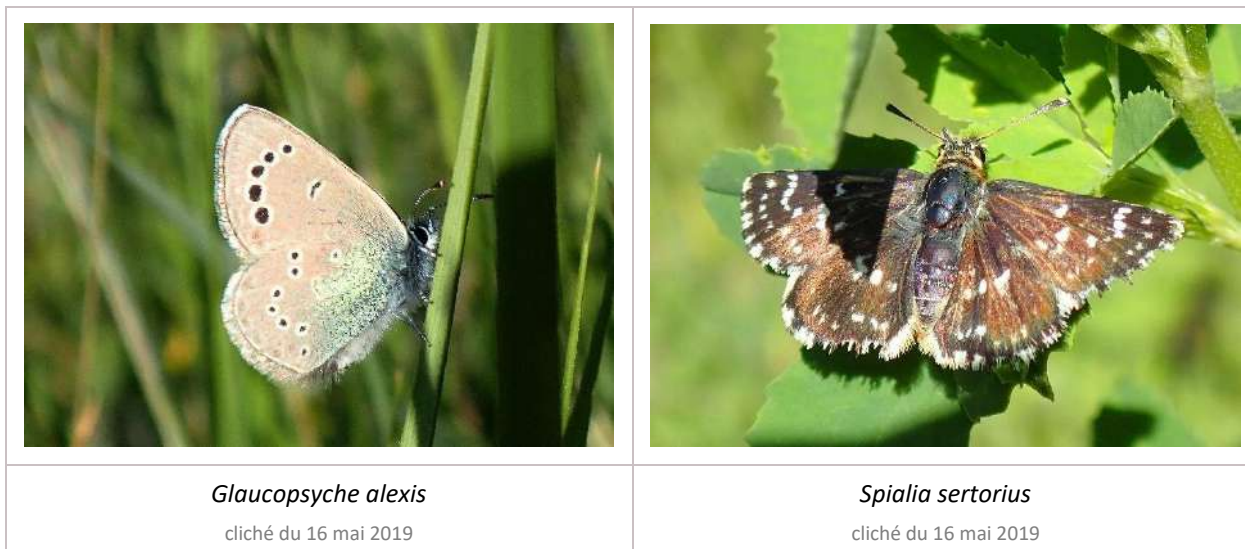 Glaucopsyche alexis
cliché du 16 mai 2019
Spialia sertorius
cliché du 16 mai 2019